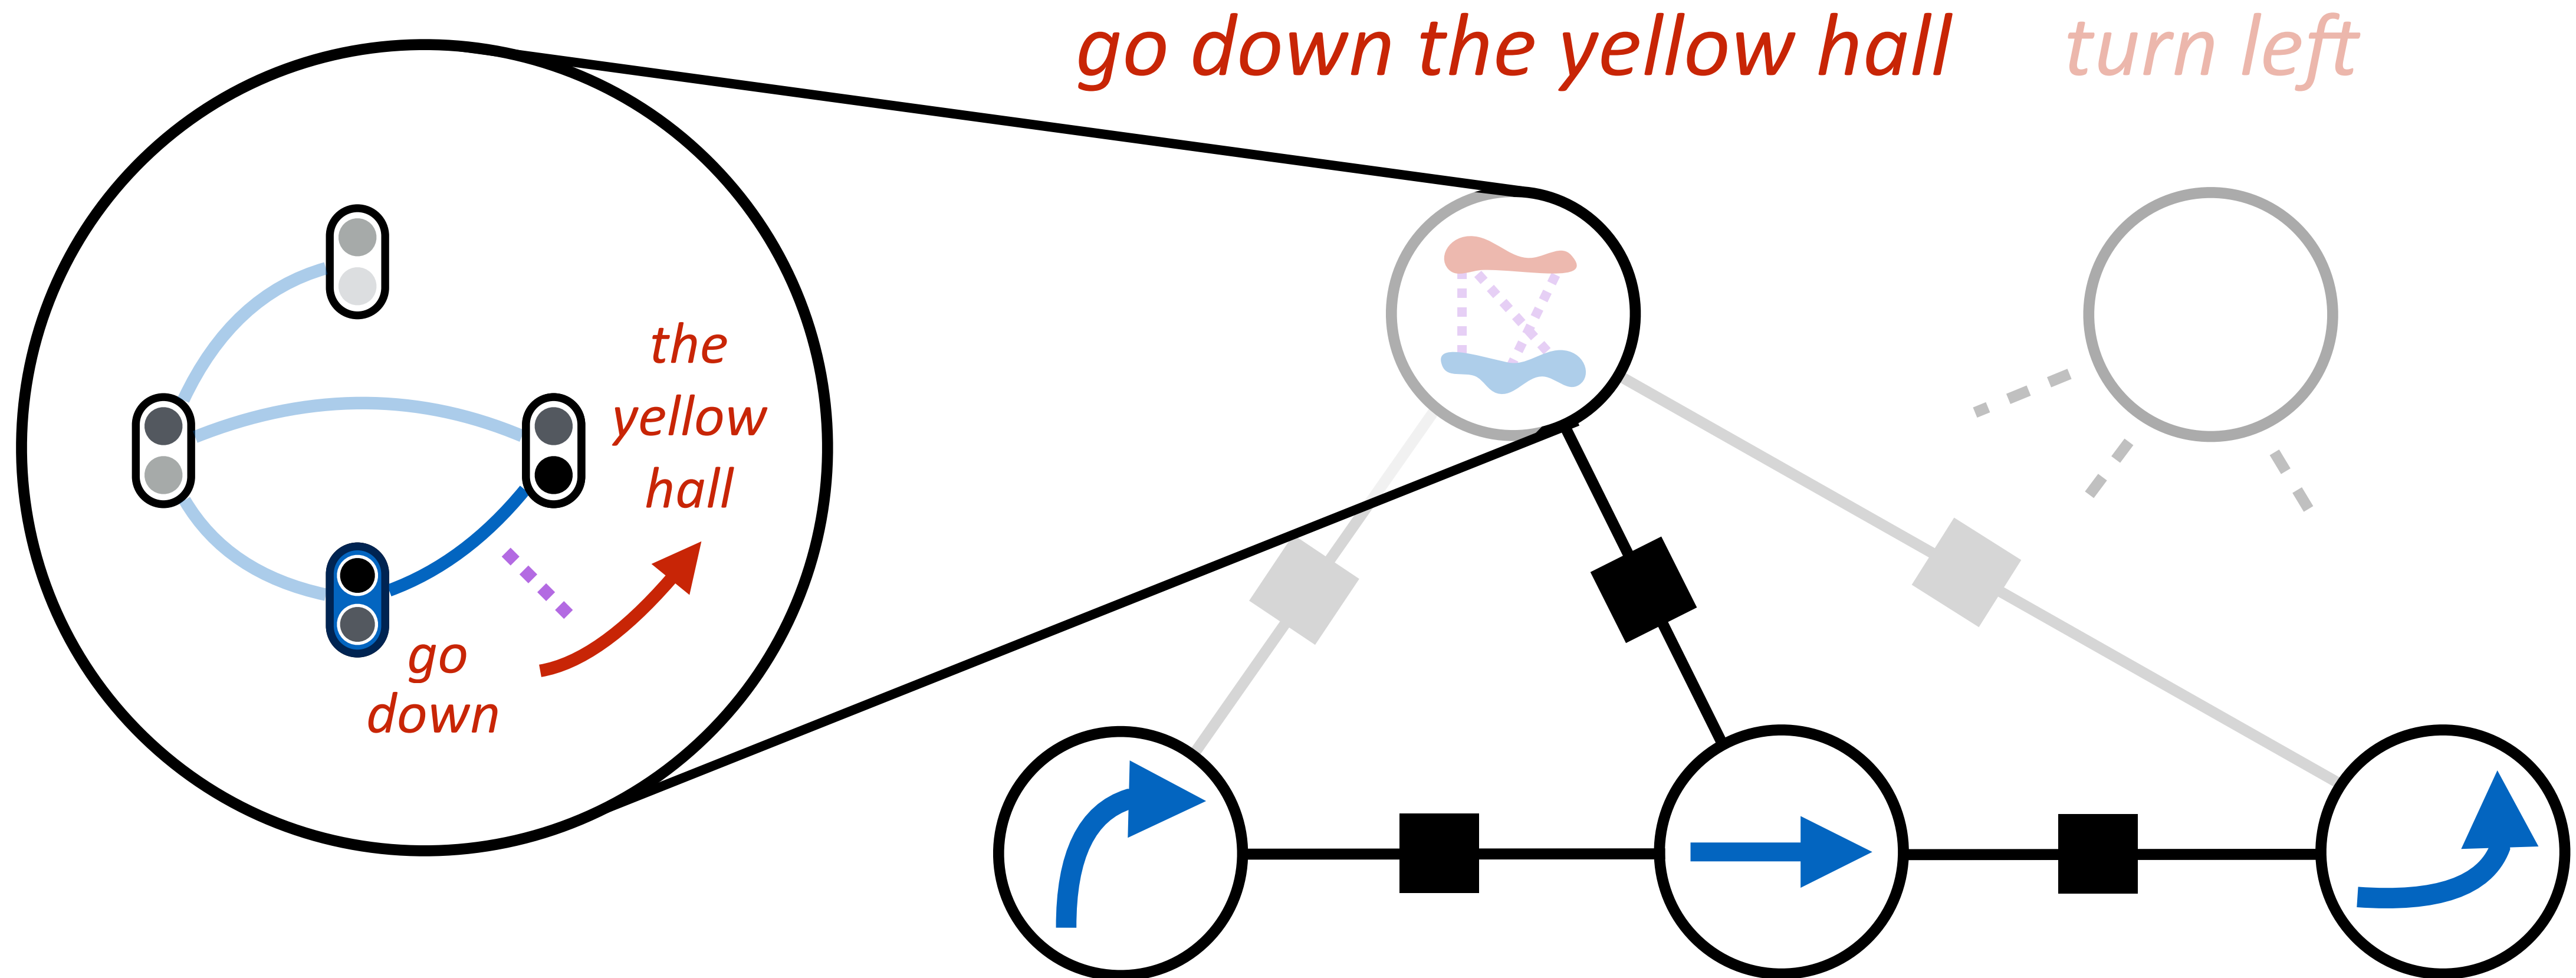 go down the yellow hall turn left
the
yellow
hall
go
down